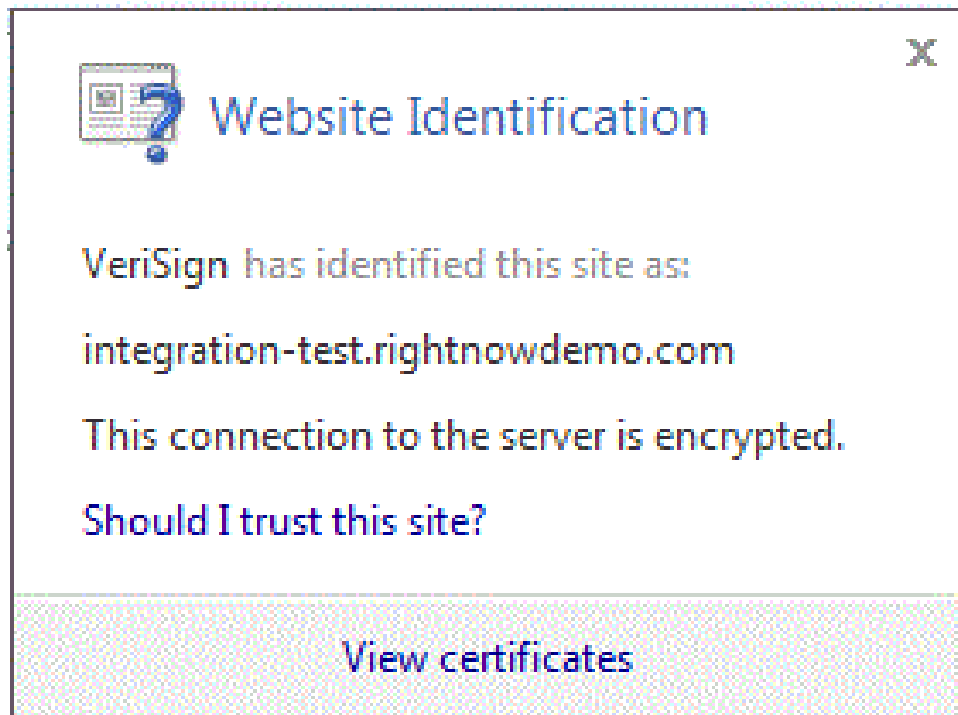 X
Website Identification
VeriSign has identified this site as:
integration-test.rightnowdemo.com
This connection to the server is encrypted.
Should I trust this site?
View certificates